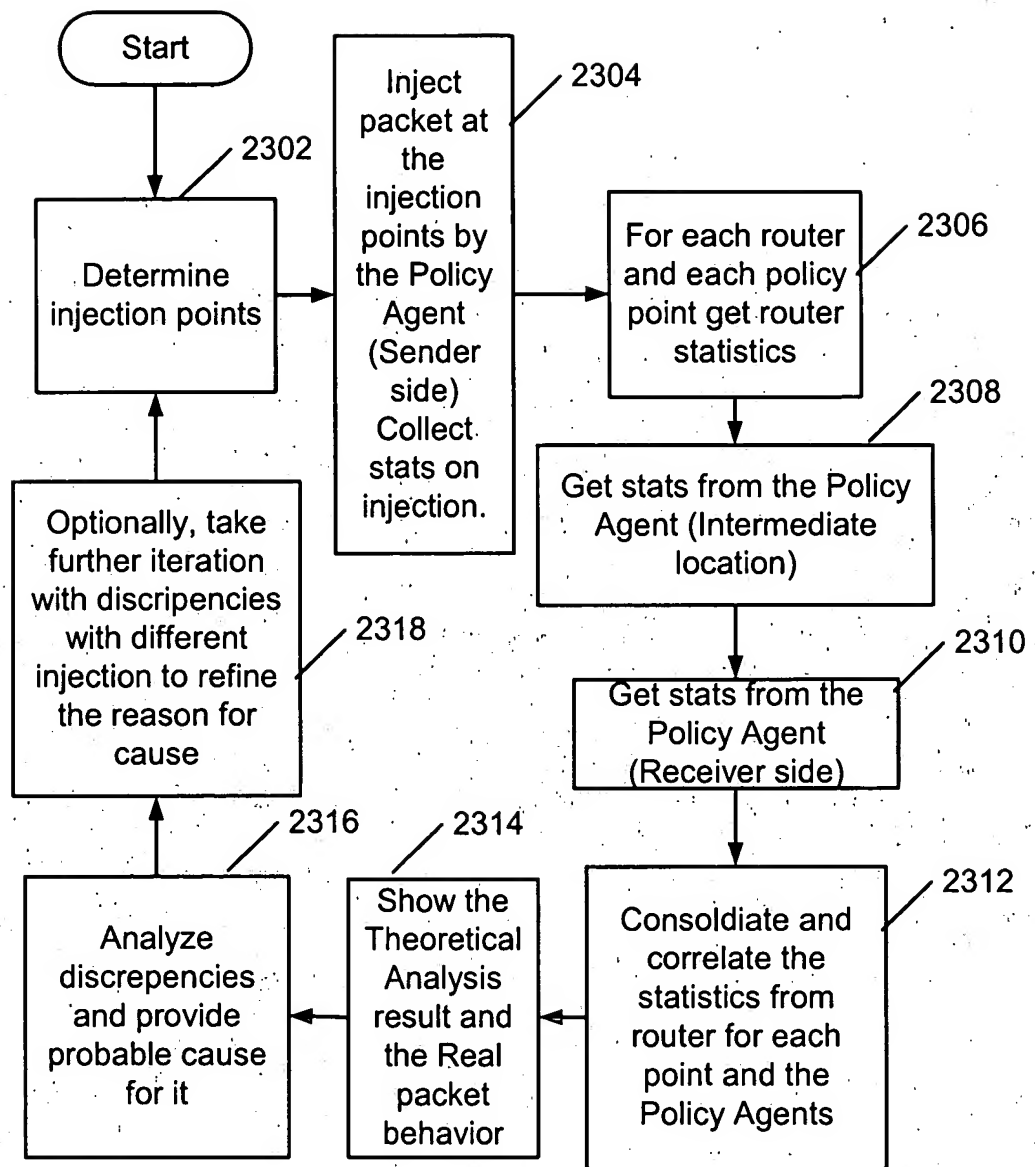 Start
2302
Determine
injection points
2304
Inject
packet at
the
injection
points by
the Policy
Agent
(Sender
side)
Collect
stats on
injection.
2306
For each router
and each policy
point get router
statistics
2308
Get stats from the Policy
Agent (Intermediate
location)
2310
Get stats from the
Policy Agent
(Receiver side)
2312
Consoldiate and
correlate the
statistics from
router for each
point and the
Policy Agents
2314
Show the
Theoretical
Analysis
result and
the Real
packet
behavior
2316
Analyze
discrepencies
and provide
probable cause
for it
2318
Optionally, take
further iteration
with discripencies
with different
injection to refine
the reason for
cause